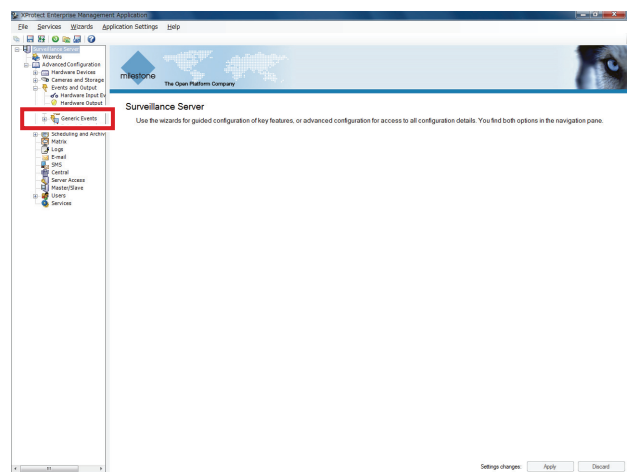 XProtect Enterprise Management Application
File Services Wizards Application Settings Help
Surveillance Server
Wizards
Advanced Configuration
Hardware Devices
Cameras and Storage
Events and Output
Hardware Input Ev
Hardware Output
Generic Events
Scheduling and Archiv
Matrix
Logs
E-mail
SMS
Central
Server Access
Master/Slave
Users
Services
milestone
The Open Platform Company
Surveillance Server
Use the wizards for guided configuration of key features, or advanced configuration for access to all configuration details. You find both options in the navigation pane.
Settings changes: Apply Discard